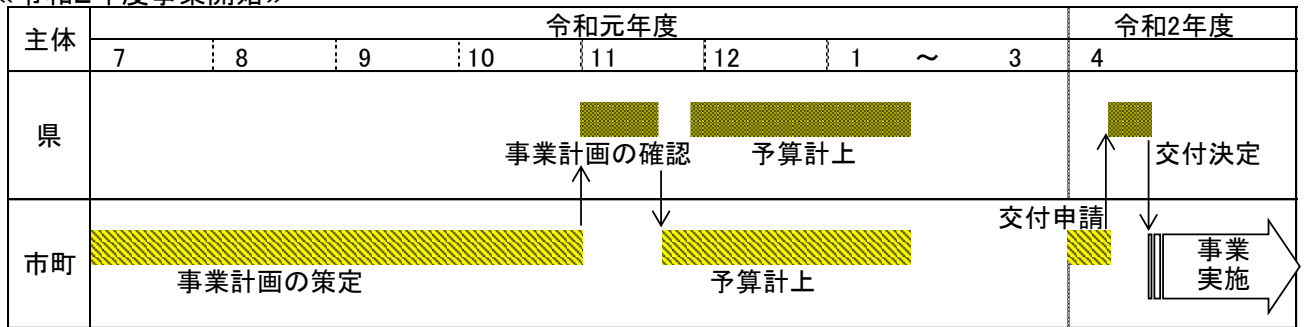 ≪令和2年度事業開始≫
主体 令和元年度 令和2年度
7 8 9 10 11 12 1 ～ 3 4
県
事業計画の確認 予算計上 交付決定
交付申請
市町
事業計画の策定 予算計上
事業
実施